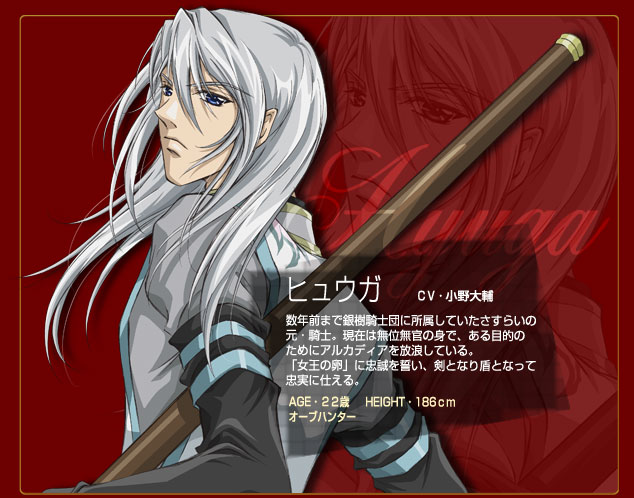 Hyuuga
ヒュウガ CV・小野大輔
数年前まで銀樹騎士団に所属していたさすらいの
元・騎士。現在は無位無官の身で、ある目的の
ためにアルカディアを放浪している。
「女王の卵」に忠誠を誓い、剣となり盾となって
忠実に仕える。
AGE・22歳 HEIGHT・186cm
オーブハンター